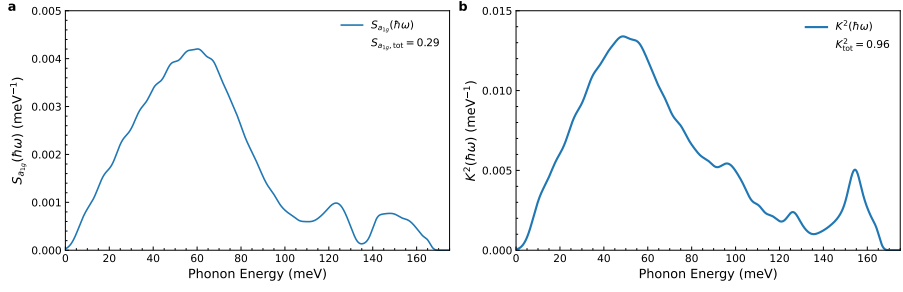 a
0.005
0.004
0.003
0.002
0.001
0.000
S_{a_{1g}}(ℏω) (meV⁻¹)
S_{a_{1g}}(ℏω)
S_{a_{1g}, tot} = 0.29
0 20 40 60 80 100 120 140 160
Phonon Energy (meV)
b
0.015
0.010
0.005
0.000
K²(ℏω) (meV⁻¹)
K²(ℏω)
K²_{tot} = 0.96
0 20 40 60 80 100 120 140 160
Phonon Energy (meV)